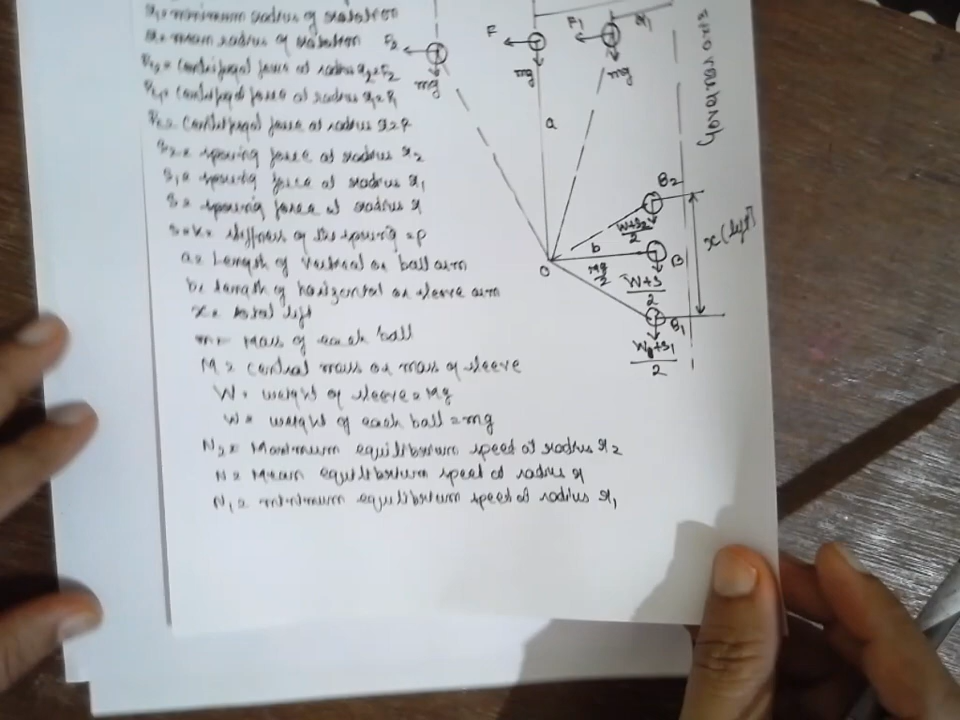 r1= minimum radius of rotation
r= mean radius of rotation
Fc2= Centrifugal force at radius r2=F2
Fc1= Centrifugal force at radius r1=F1
Fc= Centrifugal force at radius r=F
S2= spring force at radius r2
S1= spring force at radius r1
S= spring force at radius r
S=K= stiffness of the spring =p
a= Length of vertical or ball arm
b= length of horizontal or sleeve arm
x= total lift
m= Mass of each ball
M= central mass or mass of sleeve
W= weight of sleeve=Mg
w= weight of each ball=mg
N2= Maximum equilibrium speed at radius r2
N= Mean equilibrium speed at radius r
N1= minimum equilibrium speed at radius r1
F2
mg
F
mg
F1
mg
r1
a
Governor axis
B2
W+S2
2
b
O
Mg
2
B
W+S
2
x (lift)
B1
+S1
2